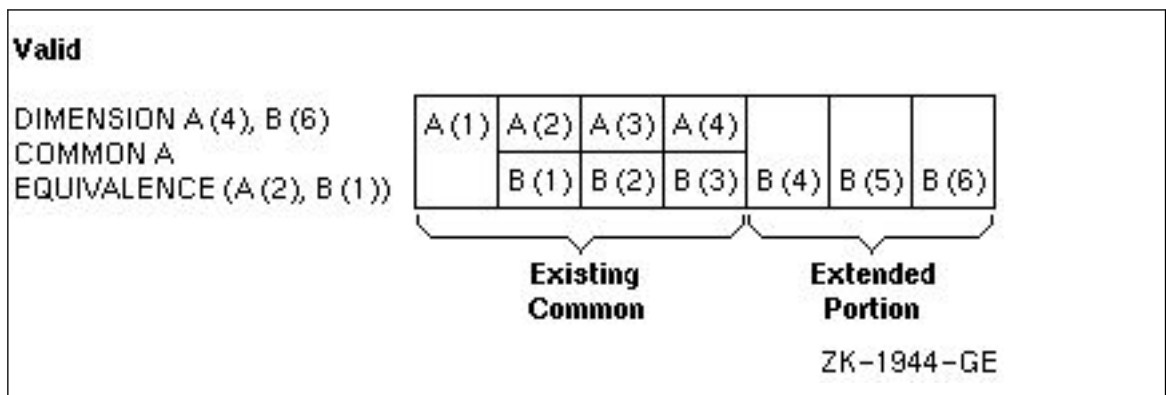 Valid
DIMENSION A (4), B (6)
COMMON A
EQUIVALENCE (A (2), B (1))
A (1) A (2) A (3) A (4)
B (1) B (2) B (3) B (4) B (5) B (6)
Existing Common
Extended Portion
ZK-1944-GE